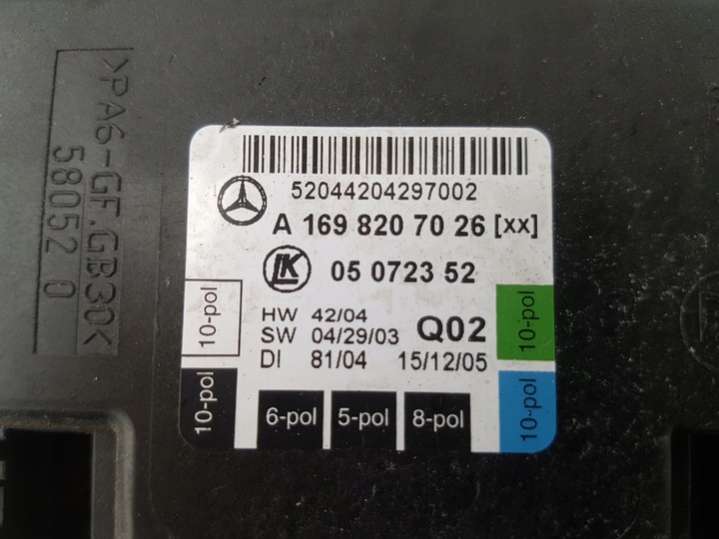 >PA6-GF.GB30<
58052 0
52044204297002
A 169 820 70 26 [xx]
LK
05 0723 52
HW 42/04
SW 04/29/03
Q02
DI 81/04 15/12/05
10-pol
10-pol
10-pol
10-pol
6-pol
5-pol
8-pol